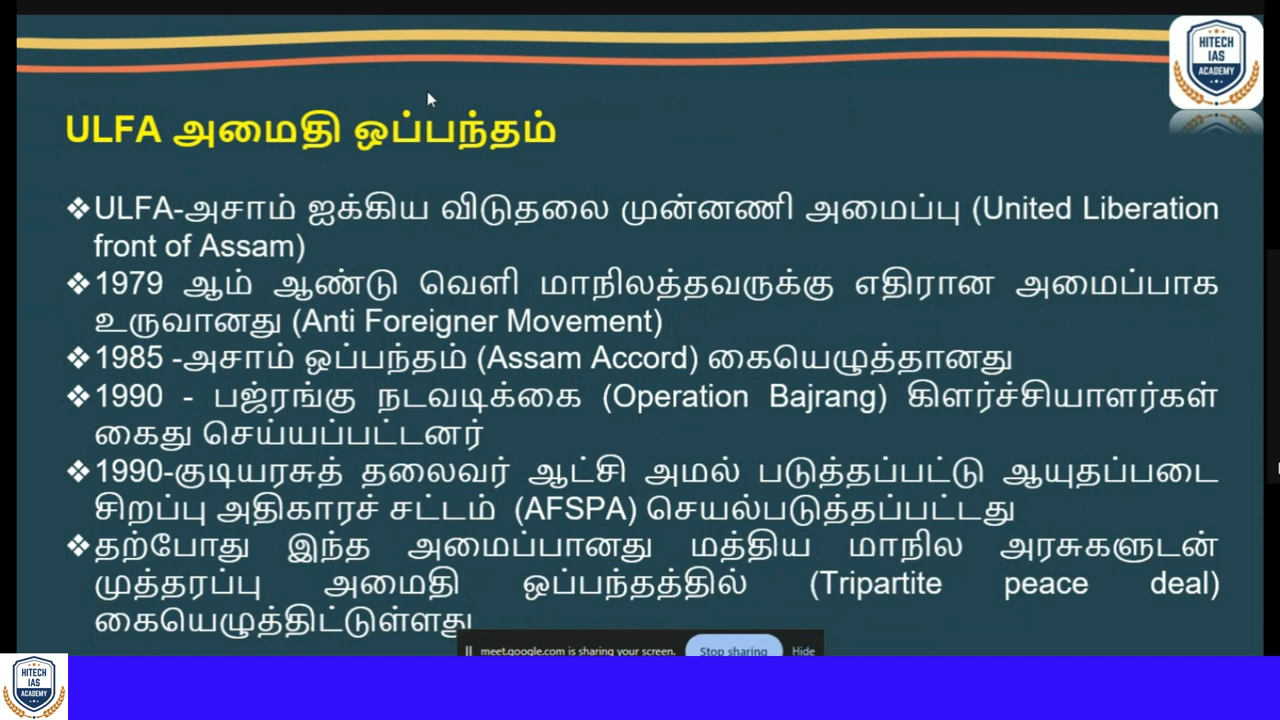 HITECH
IAS
ACADEMY
ULFA அமைதி ஒப்பந்தம்
❖ULFA-அசாம் ஐக்கிய விடுதலை முன்னணி அமைப்பு (United Liberation
front of Assam)
❖1979 ஆம் ஆண்டு வெளி மாநிலத்தவருக்கு எதிரான அமைப்பாக
உருவானது (Anti Foreigner Movement)
❖1985 -அசாம் ஒப்பந்தம் (Assam Accord) கையெழுத்தானது
❖1990 - பஜ்ரங்கு நடவடிக்கை (Operation Bajrang) கிளர்ச்சியாளர்கள்
கைது செய்யப்பட்டனர்
❖1990-குடியரசுத் தலைவர் ஆட்சி அமல் படுத்தப்பட்டு ஆயுதப்படை
சிறப்பு அதிகாரச் சட்டம் (AFSPA) செயல்படுத்தப்பட்டது
❖தற்போது இந்த அமைப்பானது மத்திய மாநில அரசுகளுடன்
முத்தரப்பு அமைதி ஒப்பந்தத்தில் (Tripartite peace deal)
கையெழுத்திட்டுள்ளது
meet.google.com is sharing your screen. Stop sharing Hide
HITECH
IAS
ACADEMY